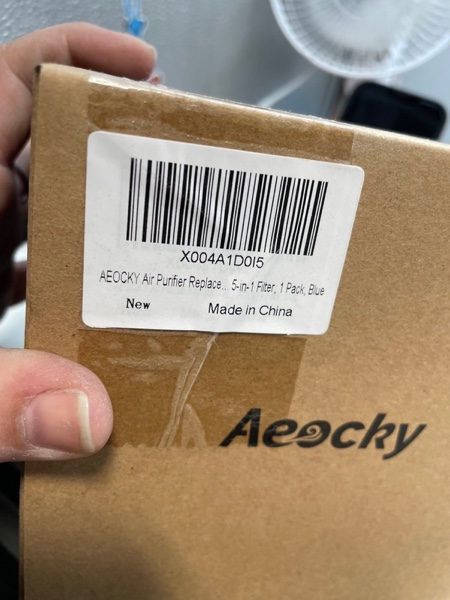 X004A1D0I5
AEOCKY Air Purifier Replace... 5-in-1 Filter, 1 Pack, Blue
New
Made in China
Aeocky